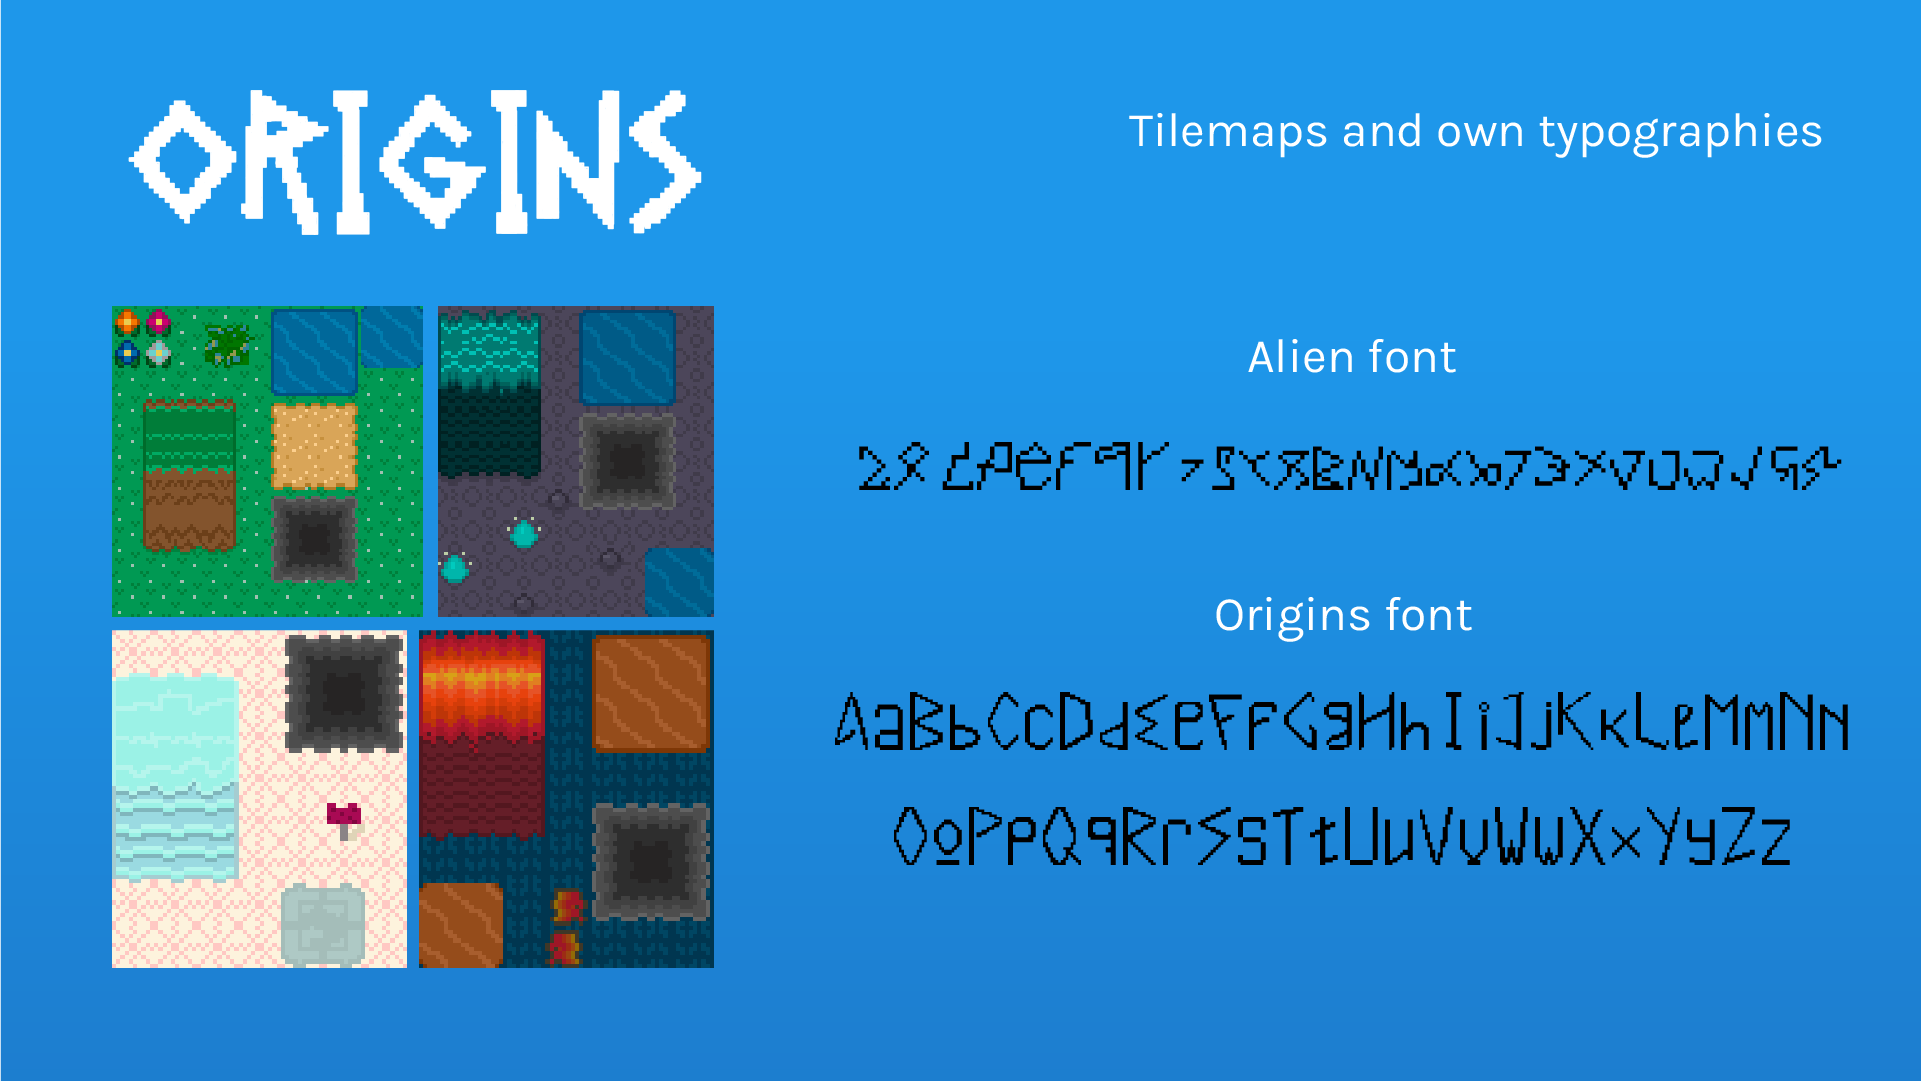 ORIGINS
Tilemaps and own typographies
Alien font
Origins font
AaBbCcDdEeFfGgHhIiJjKkLlMmNn
OoPpQqRrSsTtUuVvWwXxYyZz